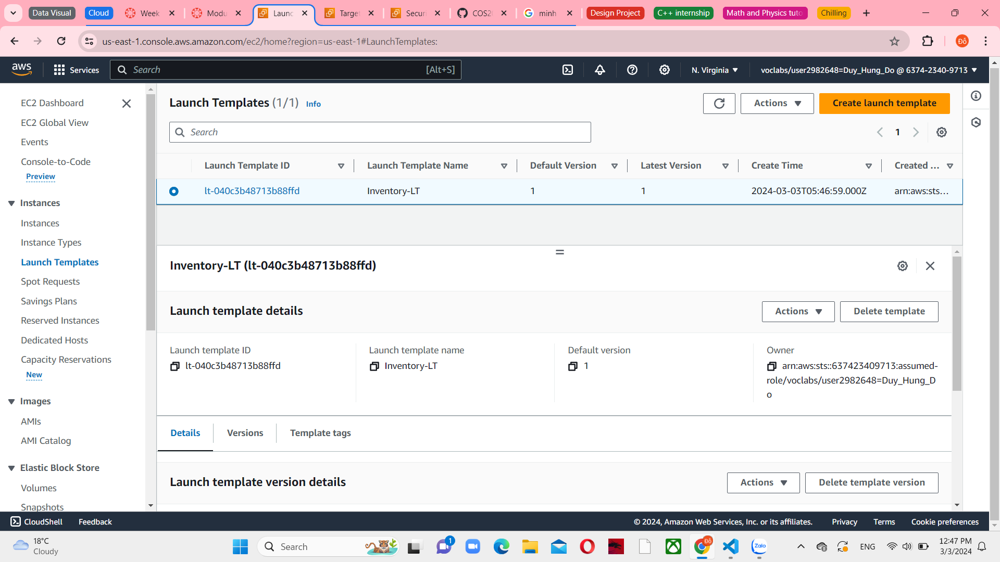 Data Visual
Cloud
Week
Modu
Launc
Target
Securi
COS20
minh
Design Project
C++ internship
Math and Physics tuto
Chilling
us-east-1.console.aws.amazon.com/ec2/home?region=us-east-1#LaunchTemplates:
Đỗ
aws
Services
Search
[Alt+S]
N. Virginia
voclabs/user2982648=Duy_Hung_Do @ 6374-2340-9713
EC2 Dashboard
EC2 Global View
Events
Console-to-Code
Preview
Instances
Instances
Instance Types
Launch Templates
Spot Requests
Savings Plans
Reserved Instances
Dedicated Hosts
Capacity Reservations
New
Images
AMIs
AMI Catalog
Elastic Block Store
Volumes
Snapshots
Launch Templates (1/1) Info
Actions
Create launch template
Search
1
Launch Template ID
Launch Template Name
Default Version
Latest Version
Create Time
Created ...
lt-040c3b48713b88ffd
Inventory-LT
1
1
2024-03-03T05:46:59.000Z
arn:aws:sts...
Inventory-LT (lt-040c3b48713b88ffd)
Launch template details
Actions
Delete template
Launch template ID
lt-040c3b48713b88ffd
Launch template name
Inventory-LT
Default version
1
Owner
arn:aws:sts::637423409713:assumed-
role/voclabs/user2982648=Duy_Hung_D
o
Details
Versions
Template tags
Launch template version details
Actions
Delete template version
CloudShell
Feedback
© 2024, Amazon Web Services, Inc. or its affiliates.
Privacy
Terms
Cookie preferences
18°C
Cloudy
Search
1
Đỗ
Zalo
ENG
12:47 PM
3/3/2024